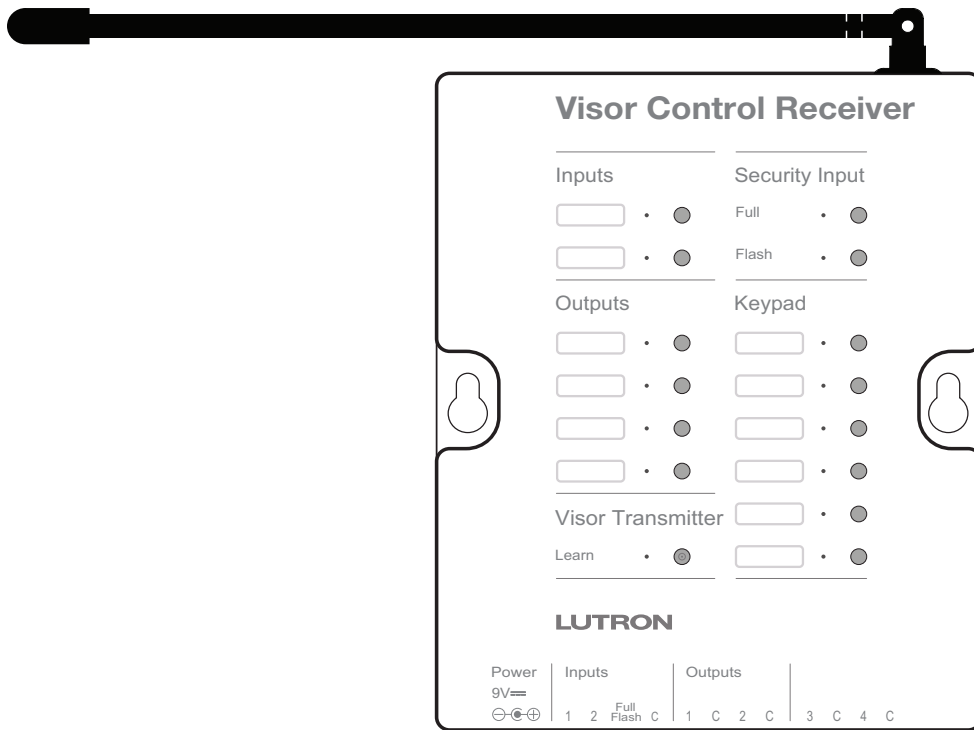 Visor Control Receiver
Inputs
Security Input
Full
Flash
Outputs
Keypad
Visor Transmitter
Learn
LUTRON
Power
Inputs
Outputs
9V
1 2 Full Flash C 1 C 2 C 3 C 4 C